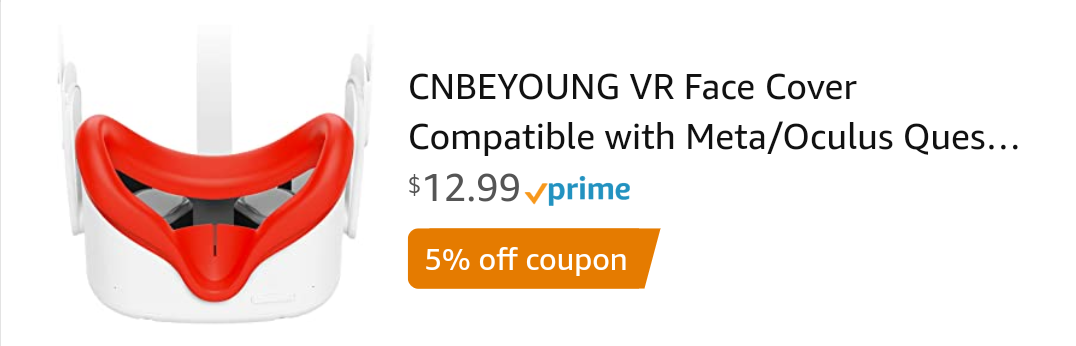 CNBEYOUNG VR Face Cover
Compatible with Meta/Oculus Ques...
$12.99 prime
5% off coupon